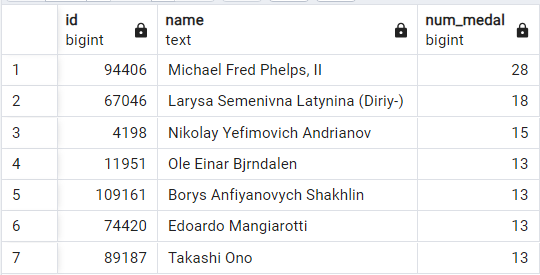 id name num_medal
bigint text bigint
1 94406 Michael Fred Phelps, II 28
2 67046 Larysa Semenivna Latynina (Diriy-) 18
3 4198 Nikolay Yefimovich Andrianov 15
4 11951 Ole Einar Bjrndalen 13
5 109161 Borys Anfiyanovych Shakhlin 13
6 74420 Edoardo Mangiarotti 13
7 89187 Takashi Ono 13